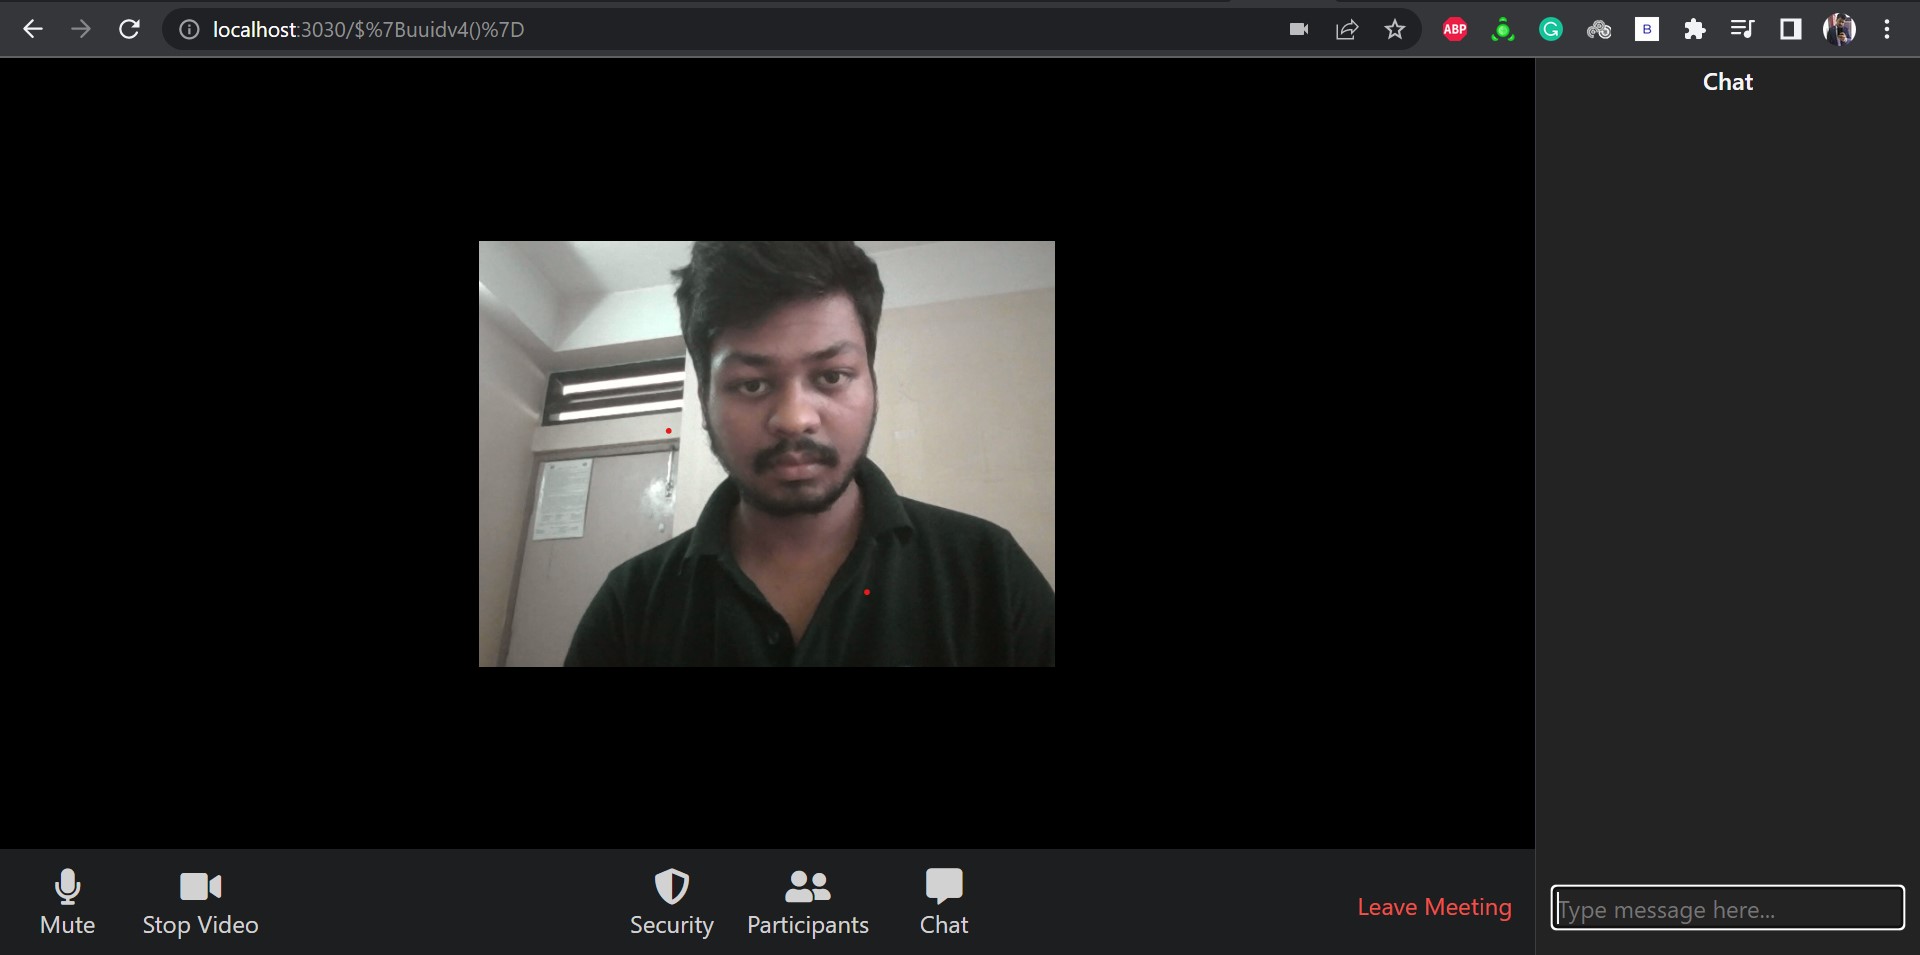 localhost:3030/$%7Buuidv4()%7D
ABP
G
B
Chat
Mute
Stop Video
Security
Participants
Chat
Leave Meeting
Type message here...